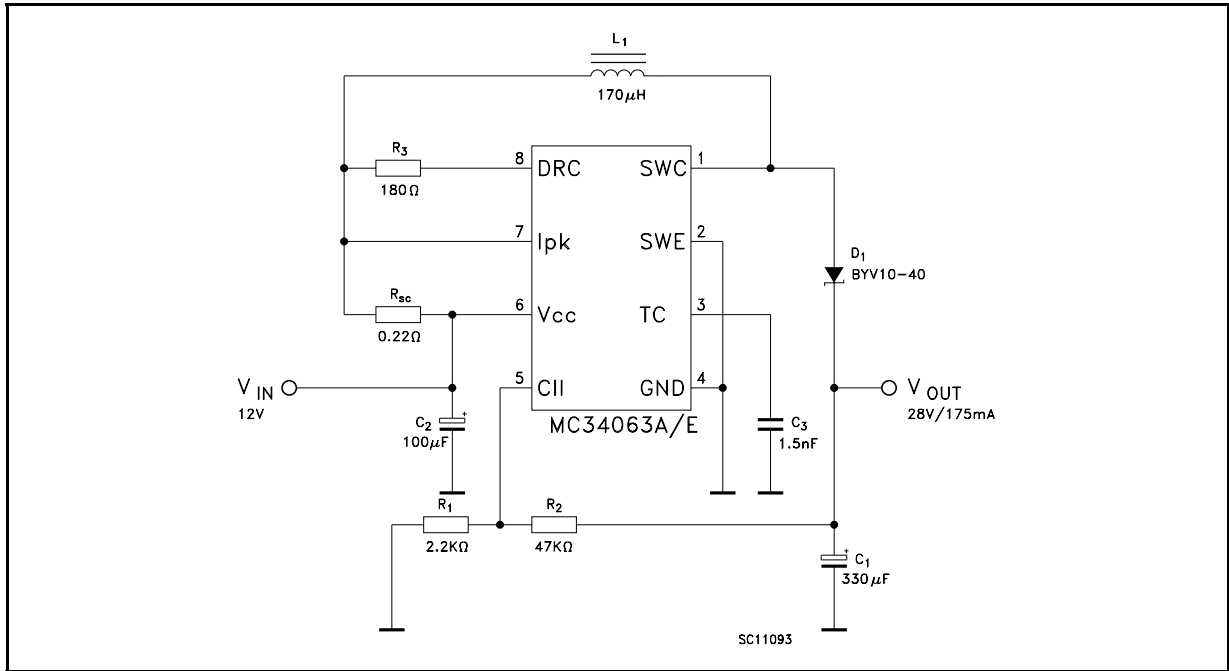 L1
170μH
R3
180Ω
8 DRC SWC 1
7 Ipk SWE 2
D1
BYV10-40
Rsc
0.22Ω
6 Vcc TC 3
VIN
12V
5 CII GND 4
VOUT
28V/175mA
C2
100μF
+
MC34063A/E
C3
1.5nF
R1
2.2KΩ
R2
47KΩ
+
C1
330μF
SC11093